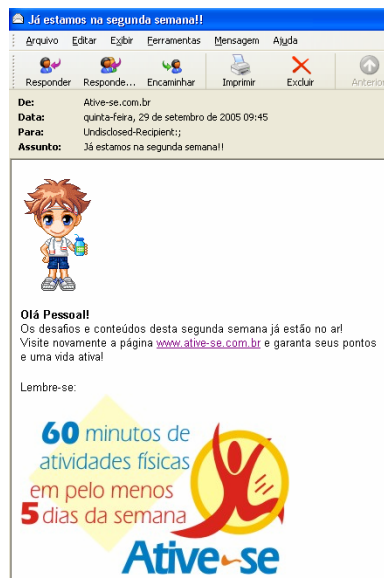 Já estamos na segunda semana!!
Arquivo Editar Exibir Ferramentas Mensagem Ajuda
Responder Responde... Encaminhar Imprimir Excluir Anterior
De: Ative-se.com.br
Data: quinta-feira, 29 de setembro de 2005 09:45
Para: Undisclosed-Recipient:;
Assunto: Já estamos na segunda semana!!
Olá Pessoal!
Os desafios e conteúdos desta segunda semana já estão no ar!
Visite novamente a página www.ative-se.com.br e garanta seus pontos
e uma vida ativa!
Lembre-se:
60 minutos de
atividades físicas
em pelo menos
5 dias da semana
Ative-se